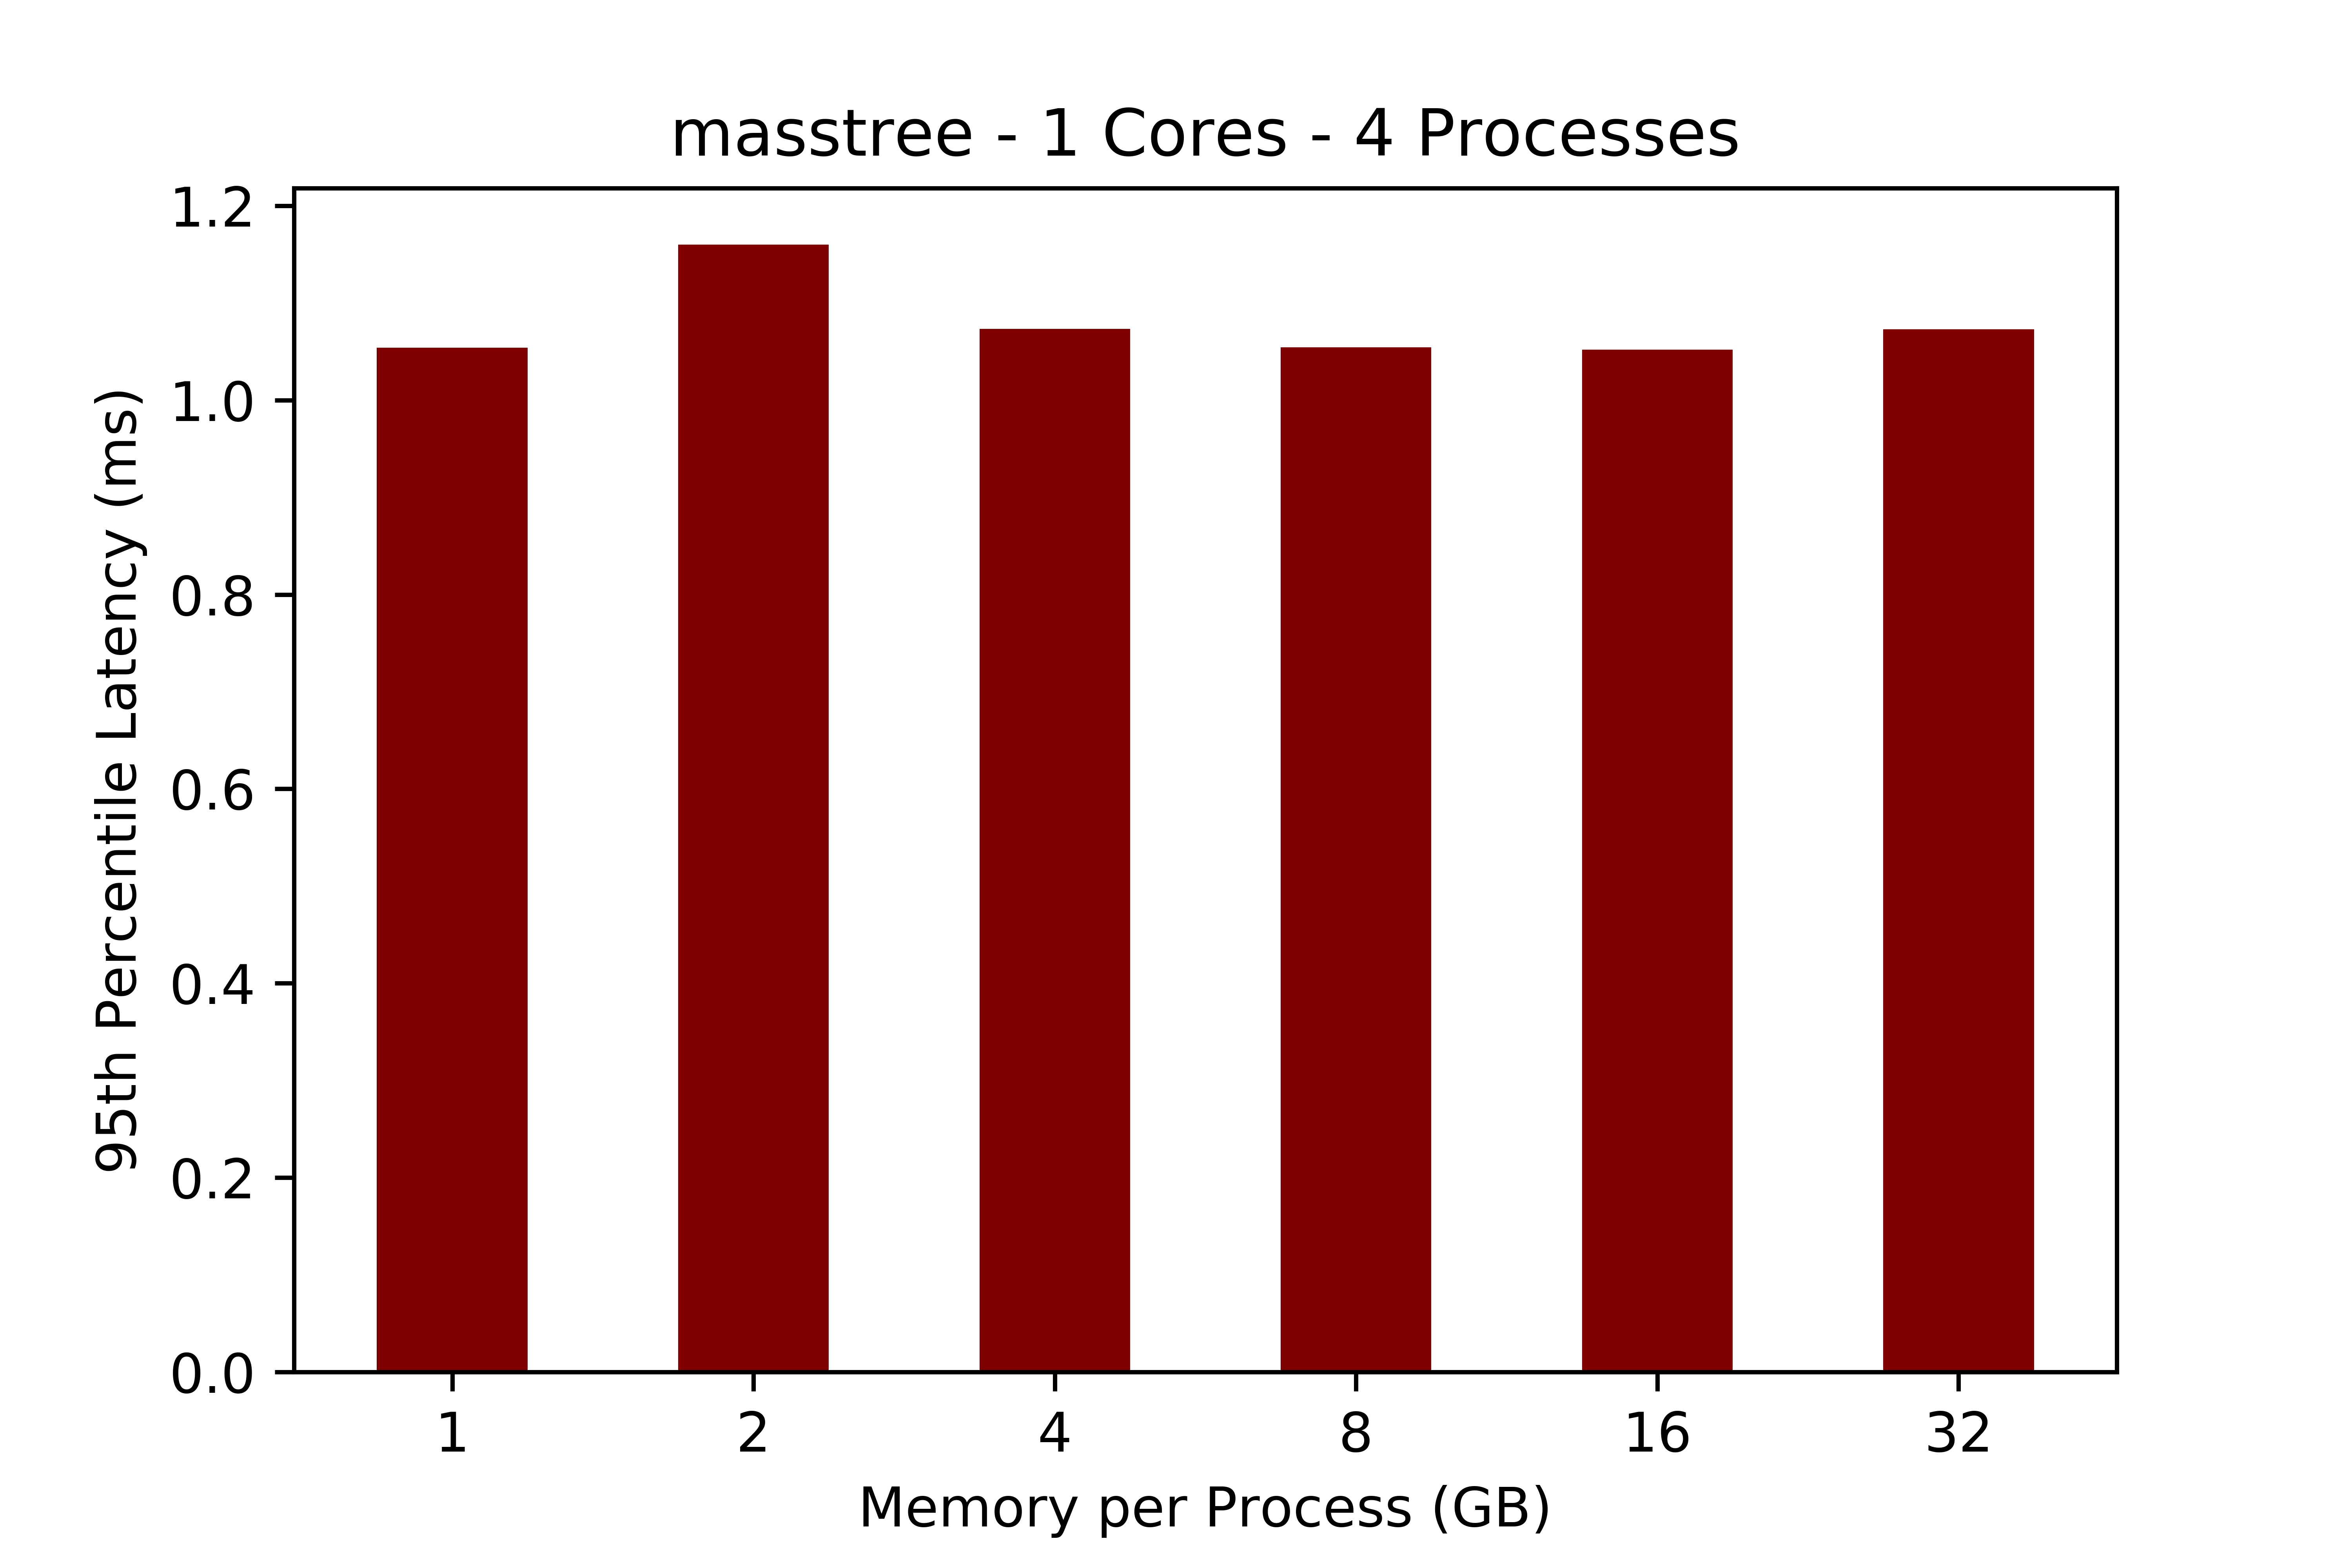 masstree - 1 Cores - 4 Processes
95th Percentile Latency (ms)
1.2
1.0
0.8
0.6
0.4
0.2
0.0
1 2 4 8 16 32
Memory per Process (GB)